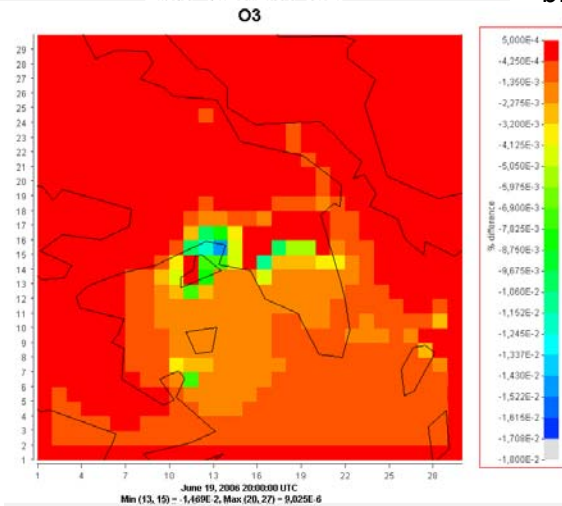 O3
29
28
27
26
25
24
23
22
21
20
19
18
17
16
15
14
13
12
11
10
9
8
7
6
5
4
3
2
1
1 4 7 10 13 16 19 22 25 28
June 19, 2006 20:00:00 UTC
Min (13, 15) = -1,469E-2, Max (20, 27) = 9,025E-6
5,000E-4
-4,250E-4
-1,350E-3
-2,275E-3
-3,200E-3
-4,125E-3
-5,050E-3
-5,975E-3
-6,900E-3
-7,825E-3
-8,750E-3
-9,675E-3
-1,060E-2
-1,152E-2
-1,245E-2
-1,337E-2
-1,430E-2
-1,522E-2
-1,615E-2
-1,708E-2
-1,800E-2
% difference